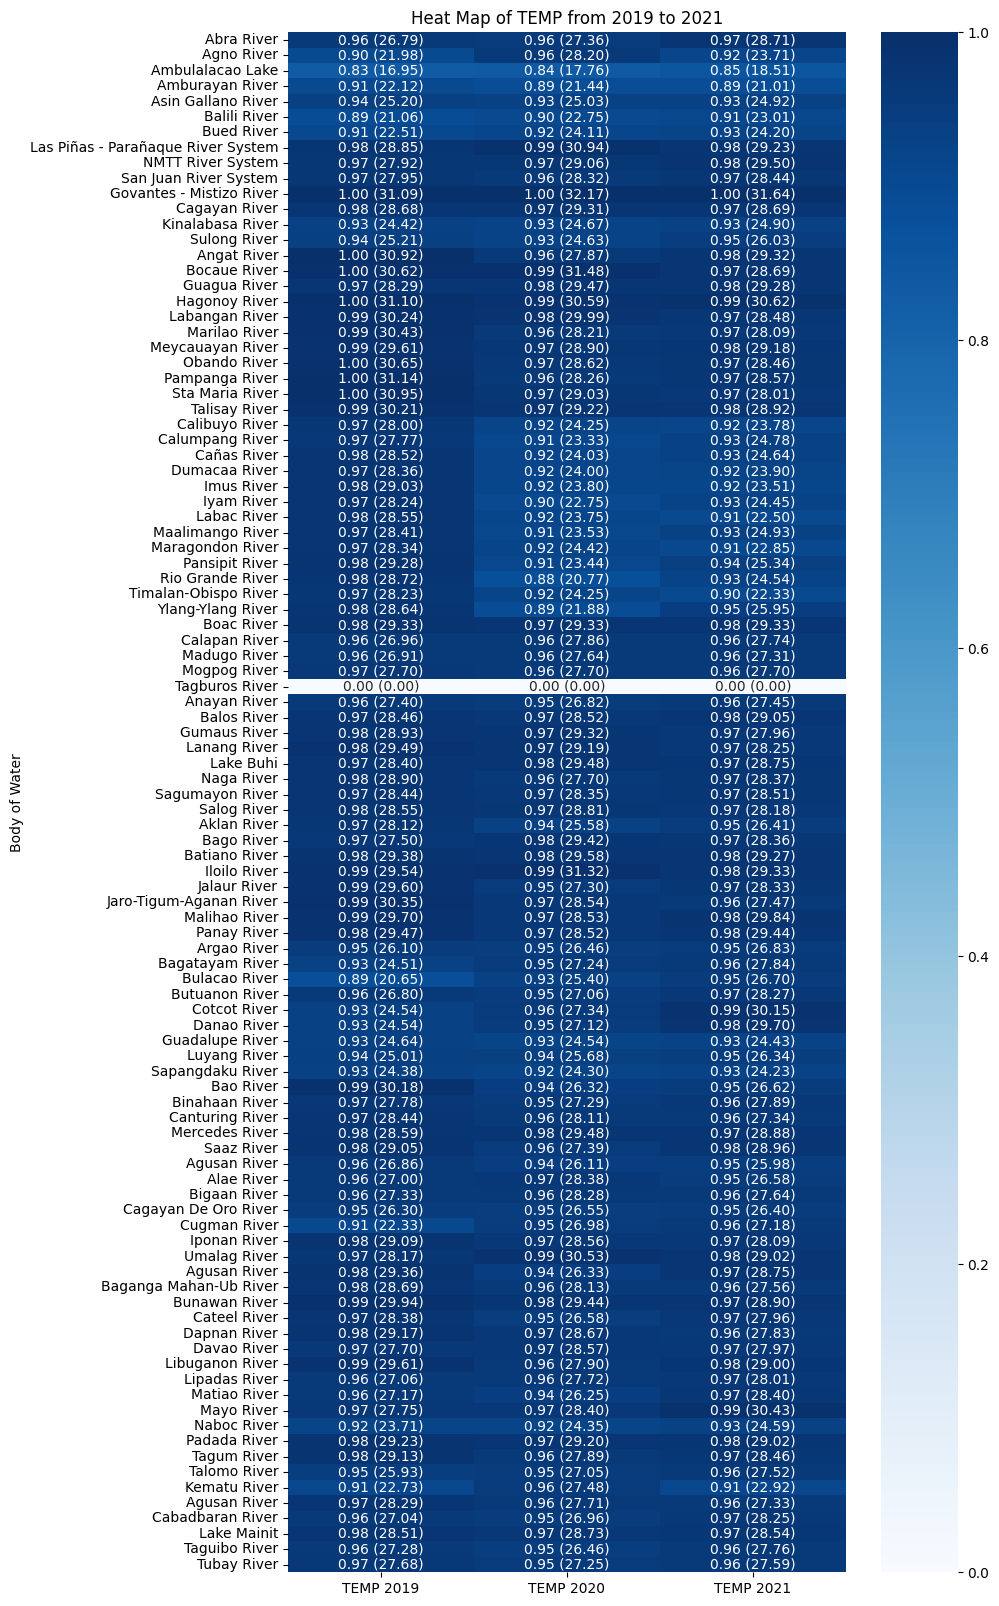 Heat Map of TEMP from 2019 to 2021
Abra River 0.96 (26.79) 0.96 (27.36) 0.97 (28.71)
Agno River 0.90 (21.98) 0.96 (28.20) 0.92 (23.71)
Ambulalacao Lake 0.83 (16.95) 0.84 (17.76) 0.85 (18.51)
Amburayan River 0.91 (22.12) 0.89 (21.44) 0.89 (21.01)
Asin Gallano River 0.94 (25.20) 0.93 (25.03) 0.93 (24.92)
Balili River 0.89 (21.06) 0.90 (22.75) 0.91 (23.01)
Bued River 0.91 (22.51) 0.92 (24.11) 0.93 (24.20)
Las Piñas - Parañaque River System 0.98 (28.85) 0.99 (30.94) 0.98 (29.23)
NMTT River System 0.97 (27.92) 0.97 (29.06) 0.98 (29.50)
San Juan River System 0.97 (27.95) 0.96 (28.32) 0.97 (28.44)
Govantes - Mistizo River 1.00 (31.09) 1.00 (32.17) 1.00 (31.64)
Cagayan River 0.98 (28.68) 0.97 (29.31) 0.97 (28.69)
Kinalabasa River 0.93 (24.42) 0.93 (24.67) 0.93 (24.90)
Sulong River 0.94 (25.21) 0.93 (24.63) 0.95 (26.03)
Angat River 1.00 (30.92) 0.96 (27.87) 0.98 (29.32)
Bocaue River 1.00 (30.62) 0.99 (31.48) 0.97 (28.69)
Guagua River 0.97 (28.29) 0.98 (29.47) 0.98 (29.28)
Hagonoy River 1.00 (31.10) 0.99 (30.59) 0.99 (30.62)
Labangan River 0.99 (30.24) 0.98 (29.99) 0.97 (28.48)
Marilao River 0.99 (30.43) 0.96 (28.21) 0.97 (28.09)
Meycauayan River 0.99 (29.61) 0.97 (28.90) 0.98 (29.18)
Obando River 1.00 (30.65) 0.97 (28.62) 0.97 (28.46)
Pampanga River 1.00 (31.14) 0.96 (28.26) 0.97 (28.57)
Sta Maria River 1.00 (30.95) 0.97 (29.03) 0.97 (28.01)
Talisay River 0.99 (30.21) 0.97 (29.22) 0.98 (28.92)
Calibuyo River 0.97 (28.00) 0.92 (24.25) 0.92 (23.78)
Calumpang River 0.97 (27.77) 0.91 (23.33) 0.93 (24.78)
Cañas River 0.98 (28.52) 0.92 (24.03) 0.93 (24.64)
Dumacaa River 0.97 (28.36) 0.92 (24.00) 0.92 (23.90)
Imus River 0.98 (29.03) 0.92 (23.80) 0.92 (23.51)
Iyam River 0.97 (28.24) 0.90 (22.75) 0.93 (24.45)
Labac River 0.98 (28.55) 0.92 (23.75) 0.91 (22.50)
Maalimango River 0.97 (28.41) 0.91 (23.53) 0.93 (24.93)
Maragondon River 0.97 (28.34) 0.92 (24.42) 0.91 (22.85)
Pansipit River 0.98 (29.28) 0.91 (23.44) 0.94 (25.34)
Rio Grande River 0.98 (28.72) 0.88 (20.77) 0.93 (24.54)
Timalan-Obispo River 0.97 (28.23) 0.92 (24.25) 0.90 (22.33)
Ylang-Ylang River 0.98 (28.64) 0.89 (21.88) 0.95 (25.95)
Boac River 0.98 (29.33) 0.97 (29.33) 0.98 (29.33)
Calapan River 0.96 (26.96) 0.96 (27.86) 0.96 (27.74)
Madugo River 0.96 (26.91) 0.96 (27.64) 0.96 (27.31)
Mogpog River 0.97 (27.70) 0.96 (27.70) 0.96 (27.70)
Tagburos River 0.00 (0.00) 0.00 (0.00) 0.00 (0.00)
Anayan River 0.96 (27.40) 0.95 (26.82) 0.96 (27.45)
Balos River 0.97 (28.46) 0.97 (28.52) 0.98 (29.05)
Gumaus River 0.98 (28.93) 0.97 (29.32) 0.97 (27.96)
Lanang River 0.98 (29.49) 0.97 (29.19) 0.97 (28.25)
Lake Buhi 0.97 (28.40) 0.98 (29.48) 0.97 (28.75)
Naga River 0.98 (28.90) 0.96 (27.70) 0.97 (28.37)
Sagumayon River 0.97 (28.44) 0.97 (28.35) 0.97 (28.51)
Salog River 0.98 (28.55) 0.97 (28.81) 0.97 (28.18)
Aklan River 0.97 (28.12) 0.94 (25.58) 0.95 (26.41)
Bago River 0.97 (27.50) 0.98 (29.42) 0.97 (28.36)
Batiano River 0.98 (29.38) 0.98 (29.58) 0.98 (29.27)
Iloilo River 0.99 (29.54) 0.99 (31.32) 0.98 (29.33)
Jalaur River 0.99 (29.60) 0.95 (27.30) 0.97 (28.33)
Jaro-Tigum-Aganan River 0.99 (30.35) 0.97 (28.54) 0.96 (27.47)
Malihao River 0.99 (29.70) 0.97 (28.53) 0.98 (29.84)
Panay River 0.98 (29.47) 0.97 (28.52) 0.98 (29.44)
Argao River 0.95 (26.10) 0.95 (26.46) 0.95 (26.83)
Bagatayam River 0.93 (24.51) 0.95 (27.24) 0.96 (27.84)
Bulacao River 0.89 (20.65) 0.93 (25.40) 0.95 (26.70)
Butuanon River 0.96 (26.80) 0.95 (27.06) 0.97 (28.27)
Cotcot River 0.93 (24.54) 0.96 (27.34) 0.99 (30.15)
Danao River 0.93 (24.54) 0.95 (27.12) 0.98 (29.70)
Guadalupe River 0.93 (24.64) 0.93 (24.54) 0.93 (24.43)
Luyang River 0.94 (25.01) 0.94 (25.68) 0.95 (26.34)
Sapangdaku River 0.93 (24.38) 0.92 (24.30) 0.93 (24.23)
Bao River 0.99 (30.18) 0.94 (26.32) 0.95 (26.62)
Binahaan River 0.97 (27.78) 0.95 (27.29) 0.96 (27.89)
Canturing River 0.97 (28.44) 0.96 (28.11) 0.96 (27.34)
Mercedes River 0.98 (28.59) 0.98 (29.48) 0.97 (28.88)
Saaz River 0.98 (29.05) 0.96 (27.39) 0.98 (28.96)
Agusan River 0.96 (26.86) 0.94 (26.11) 0.95 (25.98)
Alae River 0.96 (27.00) 0.97 (28.38) 0.95 (26.58)
Bigaan River 0.96 (27.33) 0.96 (28.28) 0.96 (27.64)
Cagayan De Oro River 0.95 (26.30) 0.95 (26.55) 0.95 (26.40)
Cugman River 0.91 (22.33) 0.95 (26.98) 0.96 (27.18)
Iponan River 0.98 (29.09) 0.97 (28.56) 0.97 (28.09)
Umalag River 0.97 (28.17) 0.99 (30.53) 0.98 (29.02)
Agusan River 0.98 (29.36) 0.94 (26.33) 0.97 (28.75)
Baganga Mahan-Ub River 0.98 (28.69) 0.96 (28.13) 0.96 (27.56)
Bunawan River 0.99 (29.94) 0.98 (29.44) 0.97 (28.90)
Cateel River 0.97 (28.38) 0.95 (26.58) 0.97 (27.96)
Dapnan River 0.98 (29.17) 0.97 (28.67) 0.96 (27.83)
Davao River 0.97 (27.70) 0.97 (28.57) 0.97 (27.97)
Libuganon River 0.99 (29.61) 0.96 (27.90) 0.98 (29.00)
Lipadas River 0.96 (27.06) 0.96 (27.72) 0.97 (28.01)
Matiao River 0.96 (27.17) 0.94 (26.25) 0.97 (28.40)
Mayo River 0.97 (27.75) 0.97 (28.40) 0.99 (30.43)
Naboc River 0.92 (23.71) 0.92 (24.35) 0.93 (24.59)
Padada River 0.98 (29.23) 0.97 (29.20) 0.98 (29.02)
Tagum River 0.98 (29.13) 0.96 (27.89) 0.97 (28.46)
Talomo River 0.95 (25.93) 0.95 (27.05) 0.96 (27.52)
Kematu River 0.91 (22.73) 0.96 (27.48) 0.91 (22.92)
Agusan River 0.97 (28.29) 0.96 (27.71) 0.96 (27.33)
Cabadbaran River 0.96 (27.04) 0.95 (26.96) 0.97 (28.25)
Lake Mainit 0.98 (28.51) 0.97 (28.73) 0.97 (28.54)
Taguibo River 0.96 (27.28) 0.95 (26.46) 0.96 (27.76)
Tubay River 0.97 (27.68) 0.95 (27.25) 0.96 (27.59)
TEMP 2019 TEMP 2020 TEMP 2021
Body of Water
1.0
0.8
0.6
0.4
0.2
0.0